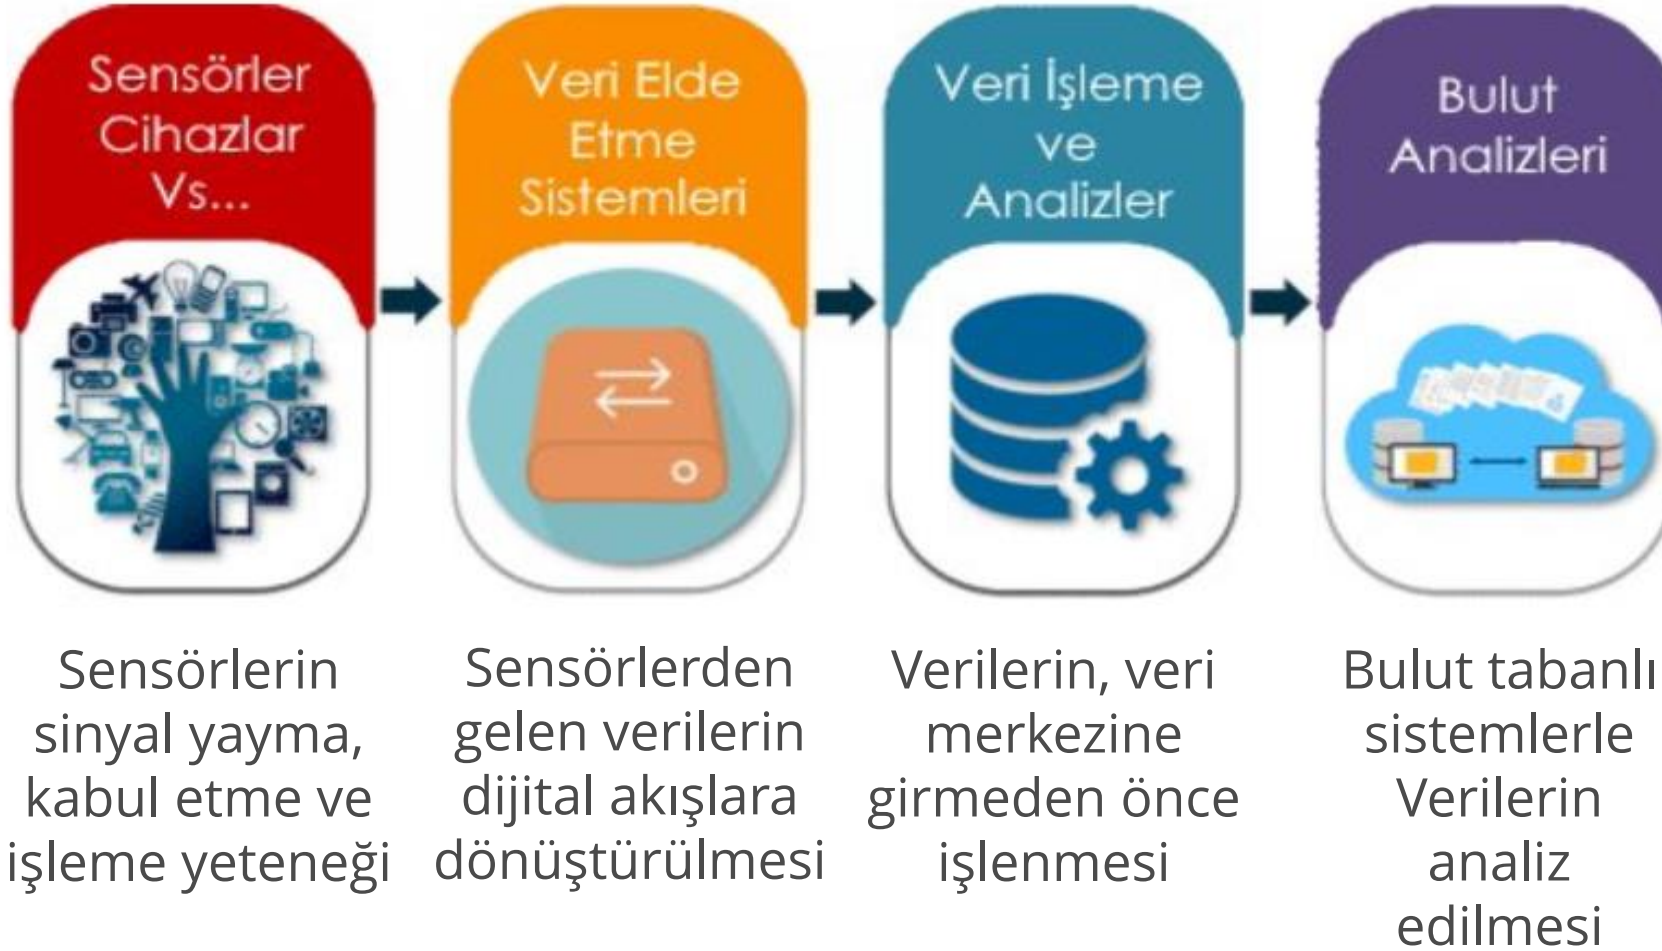 Sensörler
Cihazlar
Vs...
Veri Elde
Etme
Sistemleri
Veri İşleme
ve
Analizler
Bulut
Analizleri
Sensörlerin
sinyal yayma,
kabul etme ve
işleme yeteneği
Sensörlerden
gelen verilerin
dijital akışlara
dönüştürülmesi
Verilerin, veri
merkezine
girmeden önce
işlenmesi
Bulut tabanlı
sistemlerle
Verilerin
analiz
edilmesi